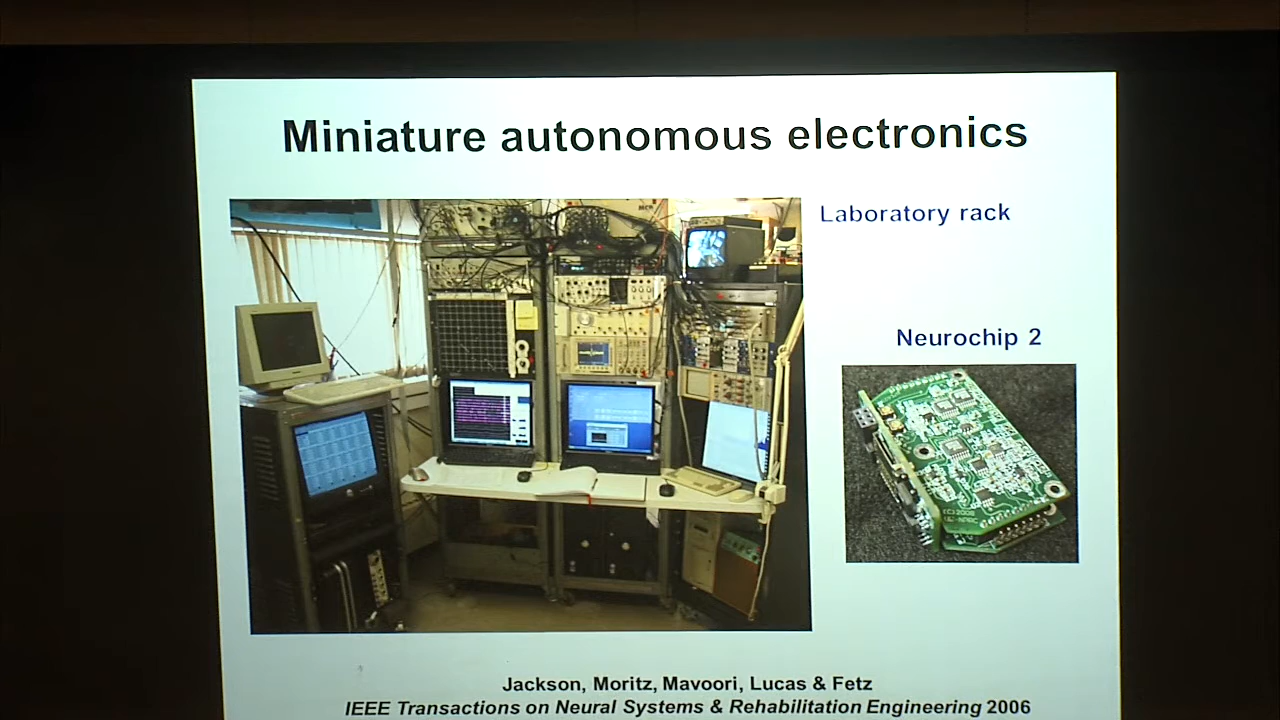 Miniature autonomous electronics
Laboratory rack
Neurochip 2
(C)2008
Jackson, Moritz, Mavoori, Lucas & Fetz
IEEE Transactions on Neural Systems & Rehabilitation Engineering 2006